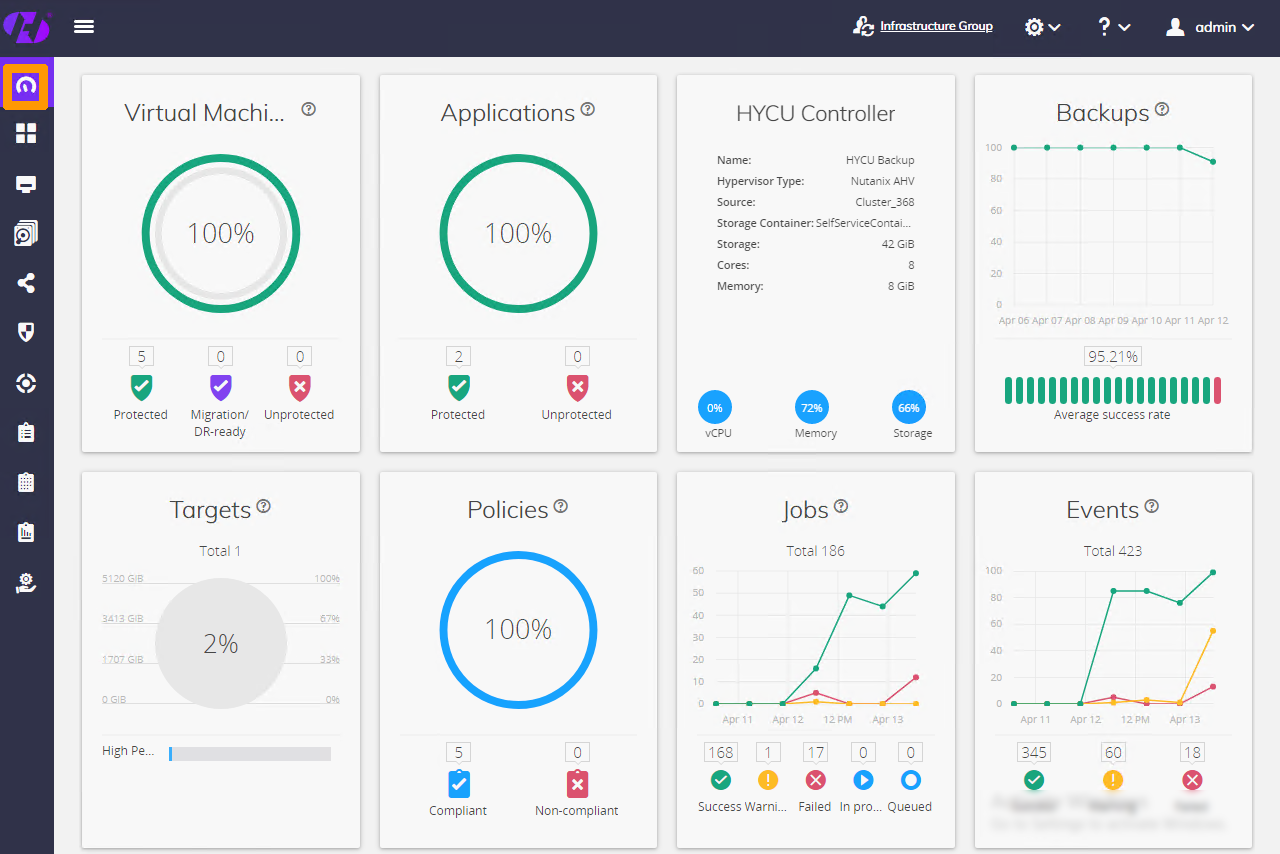 Infrastructure Group
?
admin
Virtual Machi... ?
100%
5 0 0
Protected Migration/ Unprotected
DR-ready
Applications ?
100%
2 0
Protected Unprotected
HYCU Controller
Name: HYCU Backup
Hypervisor Type: Nutanix AHV
Source: Cluster_368
Storage Container: SelfServiceContai...
Storage: 42 GiB
Cores: 8
Memory: 8 GiB
0% 72% 66%
vCPU Memory Storage
Backups ?
100
80
60
40
20
0
Apr 06 Apr 07 Apr 08 Apr 09 Apr 10 Apr 11 Apr 12
95.21%
Average success rate
Targets ?
Total 1
5120 GIB 100%
3413 GIB 67%
2%
1707 GIB 33%
0 GIB 0%
High Pe...
Policies ?
100%
5 0
Compliant Non-compliant
Jobs ?
Total 186
60
50
40
30
20
10
0
Apr 11 Apr 12 12 PM Apr 13
168 1 17 0 0
Success Warni... Failed In pro... Queued
Events ?
Total 423
100
80
60
40
20
0
Apr 11 Apr 12 12 PM Apr 13
345 60 18